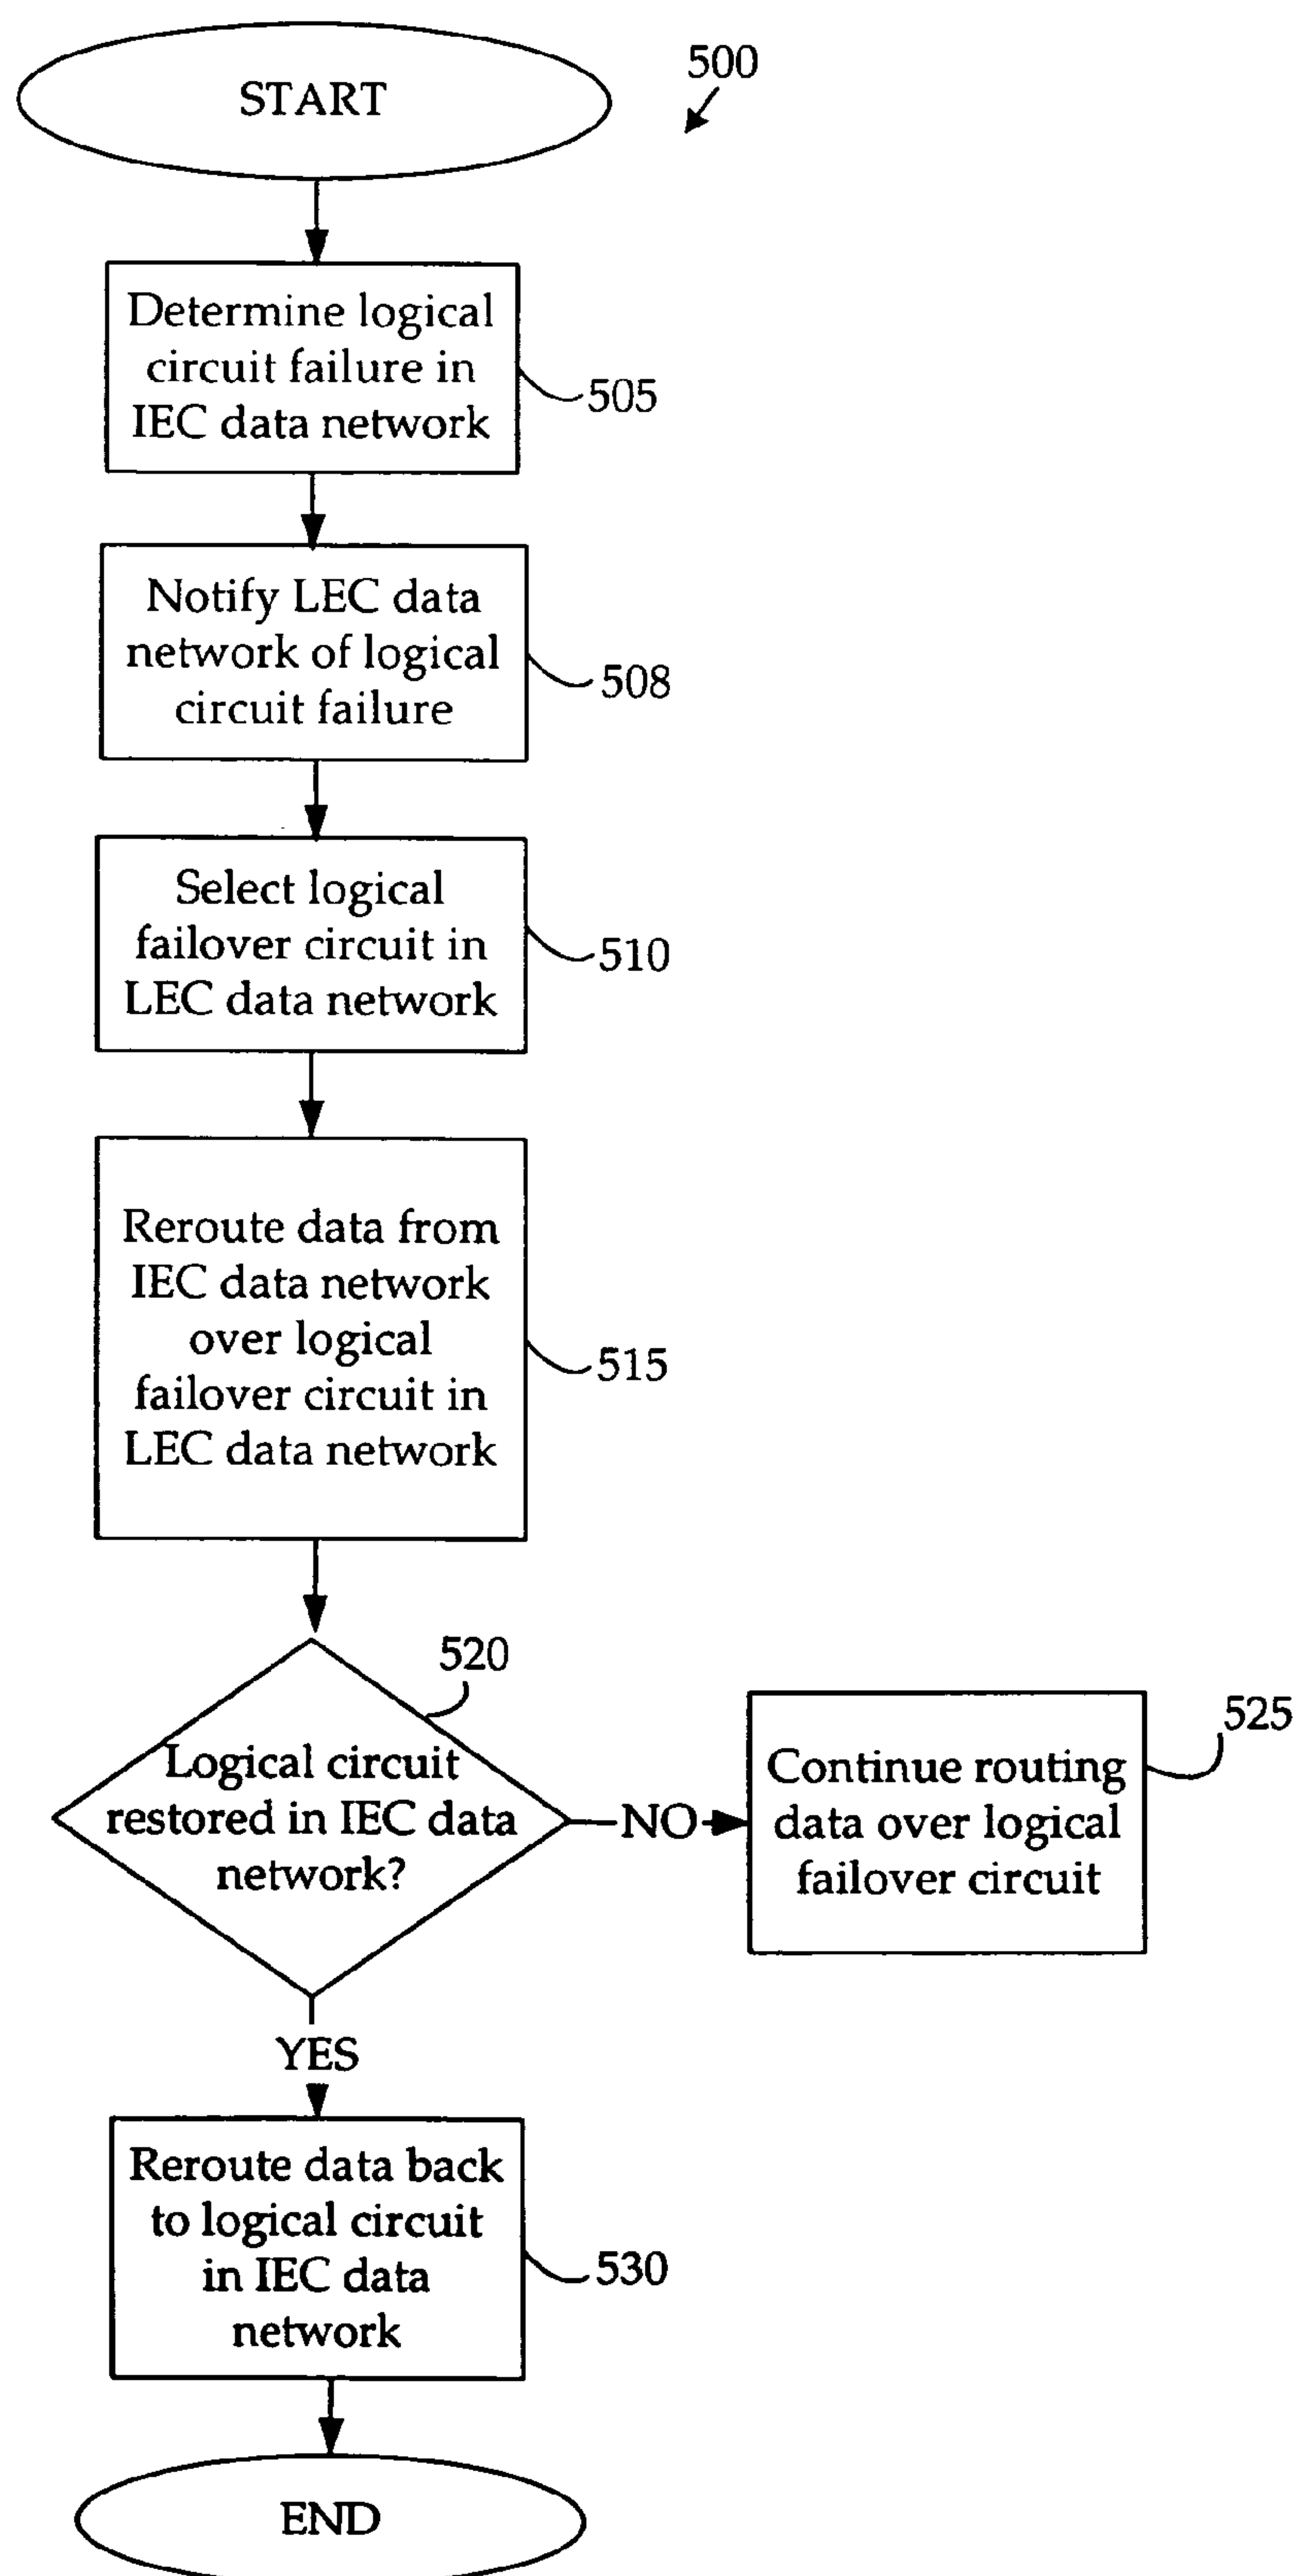 START
500
Determine logical
circuit failure in
IEC data network
505
Notify LEC data
network of logical
circuit failure
508
Select logical
failover circuit in
LEC data network
510
Reroute data from
IEC data network
over logical
failover circuit in
LEC data network
515
520
Logical circuit
restored in IEC data
network?
NO
Continue routing
data over logical
failover circuit
525
YES
Reroute data back
to logical circuit
in IEC data
network
530
END